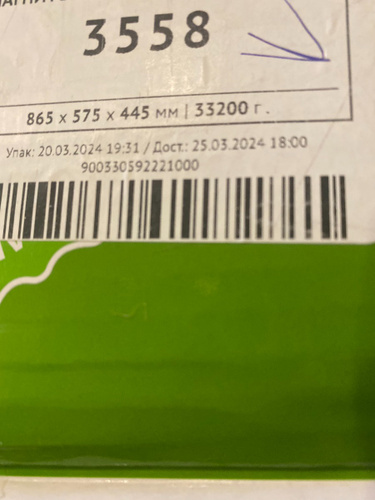 3558
865 x 575 x 445 мм | 33200 г.
Упак: 20.03.2024 19:31 / Дост.: 25.03.2024 18:00
900330592221000